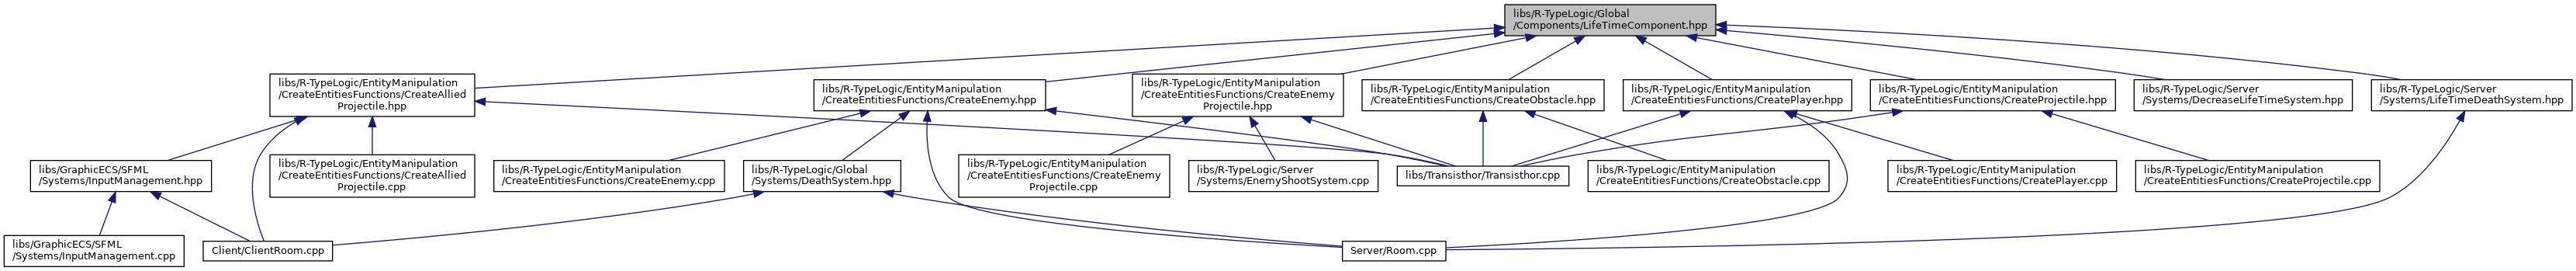 libs/R-TypeLogic/Global
/Components/LifeTimeComponent.hpp
libs/R-TypeLogic/EntityManipulation
/CreateEntitiesFunctions/CreateAllied
Projectile.hpp
libs/R-TypeLogic/EntityManipulation
/CreateEntitiesFunctions/CreateEnemy.hpp
libs/R-TypeLogic/EntityManipulation
/CreateEntitiesFunctions/CreateEnemy
Projectile.hpp
libs/R-TypeLogic/EntityManipulation
/CreateEntitiesFunctions/CreateObstacle.hpp
libs/R-TypeLogic/EntityManipulation
/CreateEntitiesFunctions/CreatePlayer.hpp
libs/R-TypeLogic/EntityManipulation
/CreateEntitiesFunctions/CreateProjectile.hpp
libs/R-TypeLogic/Server
/Systems/DecreaseLifeTimeSystem.hpp
libs/R-TypeLogic/Server
/Systems/LifeTimeDeathSystem.hpp
libs/GraphicECS/SFML
/Systems/InputManagement.hpp
libs/R-TypeLogic/EntityManipulation
/CreateEntitiesFunctions/CreateAllied
Projectile.cpp
libs/R-TypeLogic/EntityManipulation
/CreateEntitiesFunctions/CreateEnemy.cpp
libs/R-TypeLogic/Global
/Systems/DeathSystem.hpp
libs/R-TypeLogic/EntityManipulation
/CreateEntitiesFunctions/CreateEnemy
Projectile.cpp
libs/R-TypeLogic/Server
/Systems/EnemyShootSystem.cpp
libs/Transisthor/Transisthor.cpp
libs/R-TypeLogic/EntityManipulation
/CreateEntitiesFunctions/CreateObstacle.cpp
libs/R-TypeLogic/EntityManipulation
/CreateEntitiesFunctions/CreatePlayer.cpp
libs/R-TypeLogic/EntityManipulation
/CreateEntitiesFunctions/CreateProjectile.cpp
libs/GraphicECS/SFML
/Systems/InputManagement.cpp
Client/ClientRoom.cpp
Server/Room.cpp